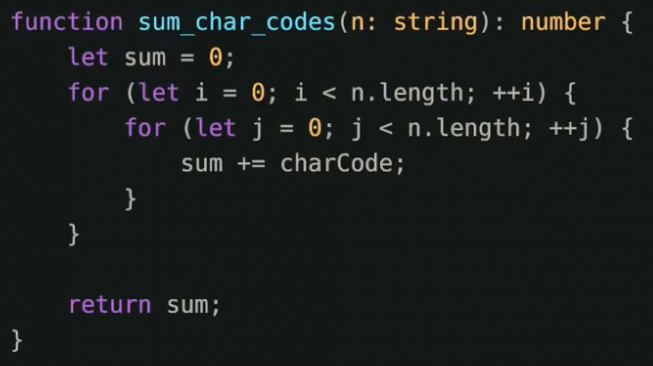 function sum_char_codes(n: string): number {
    let sum = 0;
    for (let i = 0; i < n.length; ++i) {
        for (let j = 0; j < n.length; ++j) {
            sum += charCode;
        }
    }

    return sum;
}